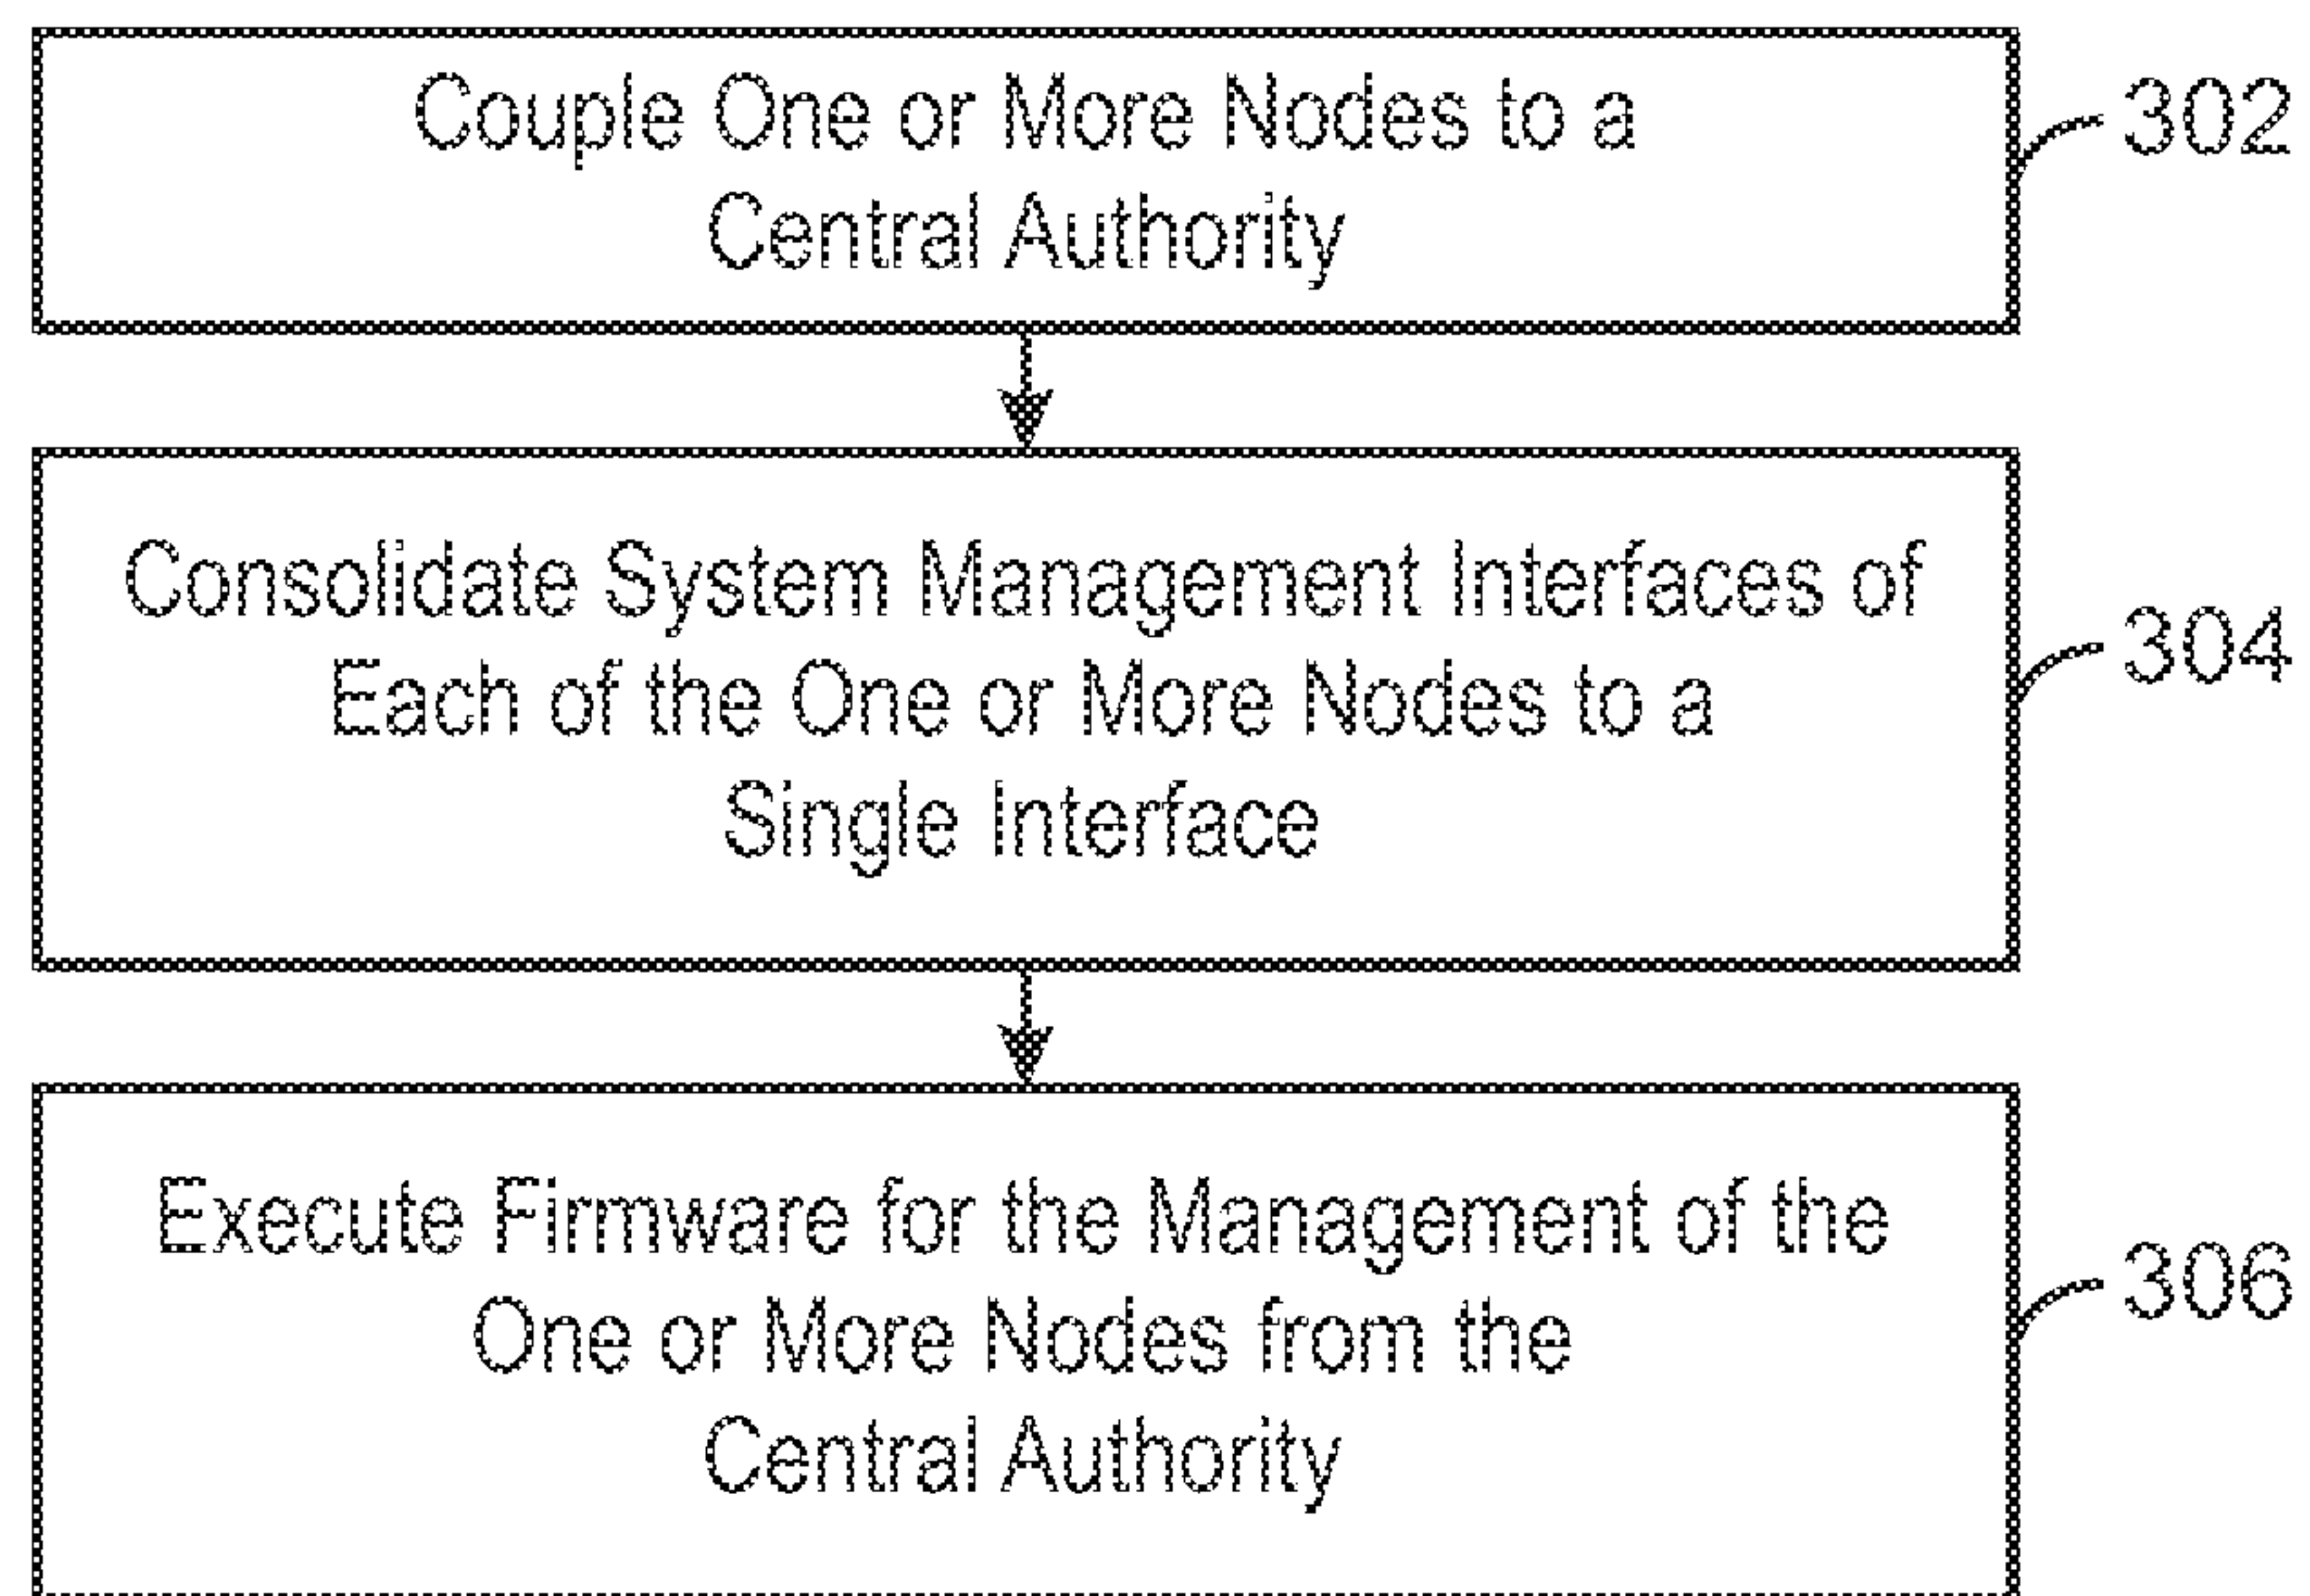 Couple One or More Nodes to a
Central Authority
302
Consolidate System Management Interfaces of
Each of the One or More Nodes to a
Single Interface
304
Execute Firmware for the Management of the
One or More Nodes from the
Central Authority
306